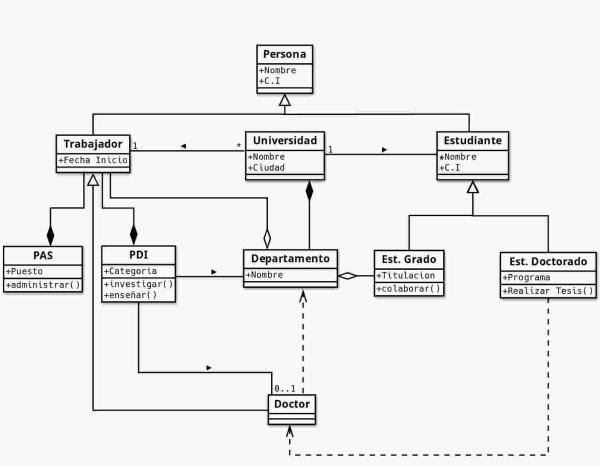 Persona
+Nombre
+C.I
Trabajador
+Fecha Inicio
1
*
Universidad
+Nombre
+Ciudad
1
*
Estudiante
+Nombre
+C.I
PAS
+Puesto
+administrar()
PDI
+Categoria
+investigar()
+enseñar()
Departamento
+Nombre
Est. Grado
+Titulacion
+colaborar()
Est. Doctorado
+Programa
+Realizar Tesis()
0..1
Doctor